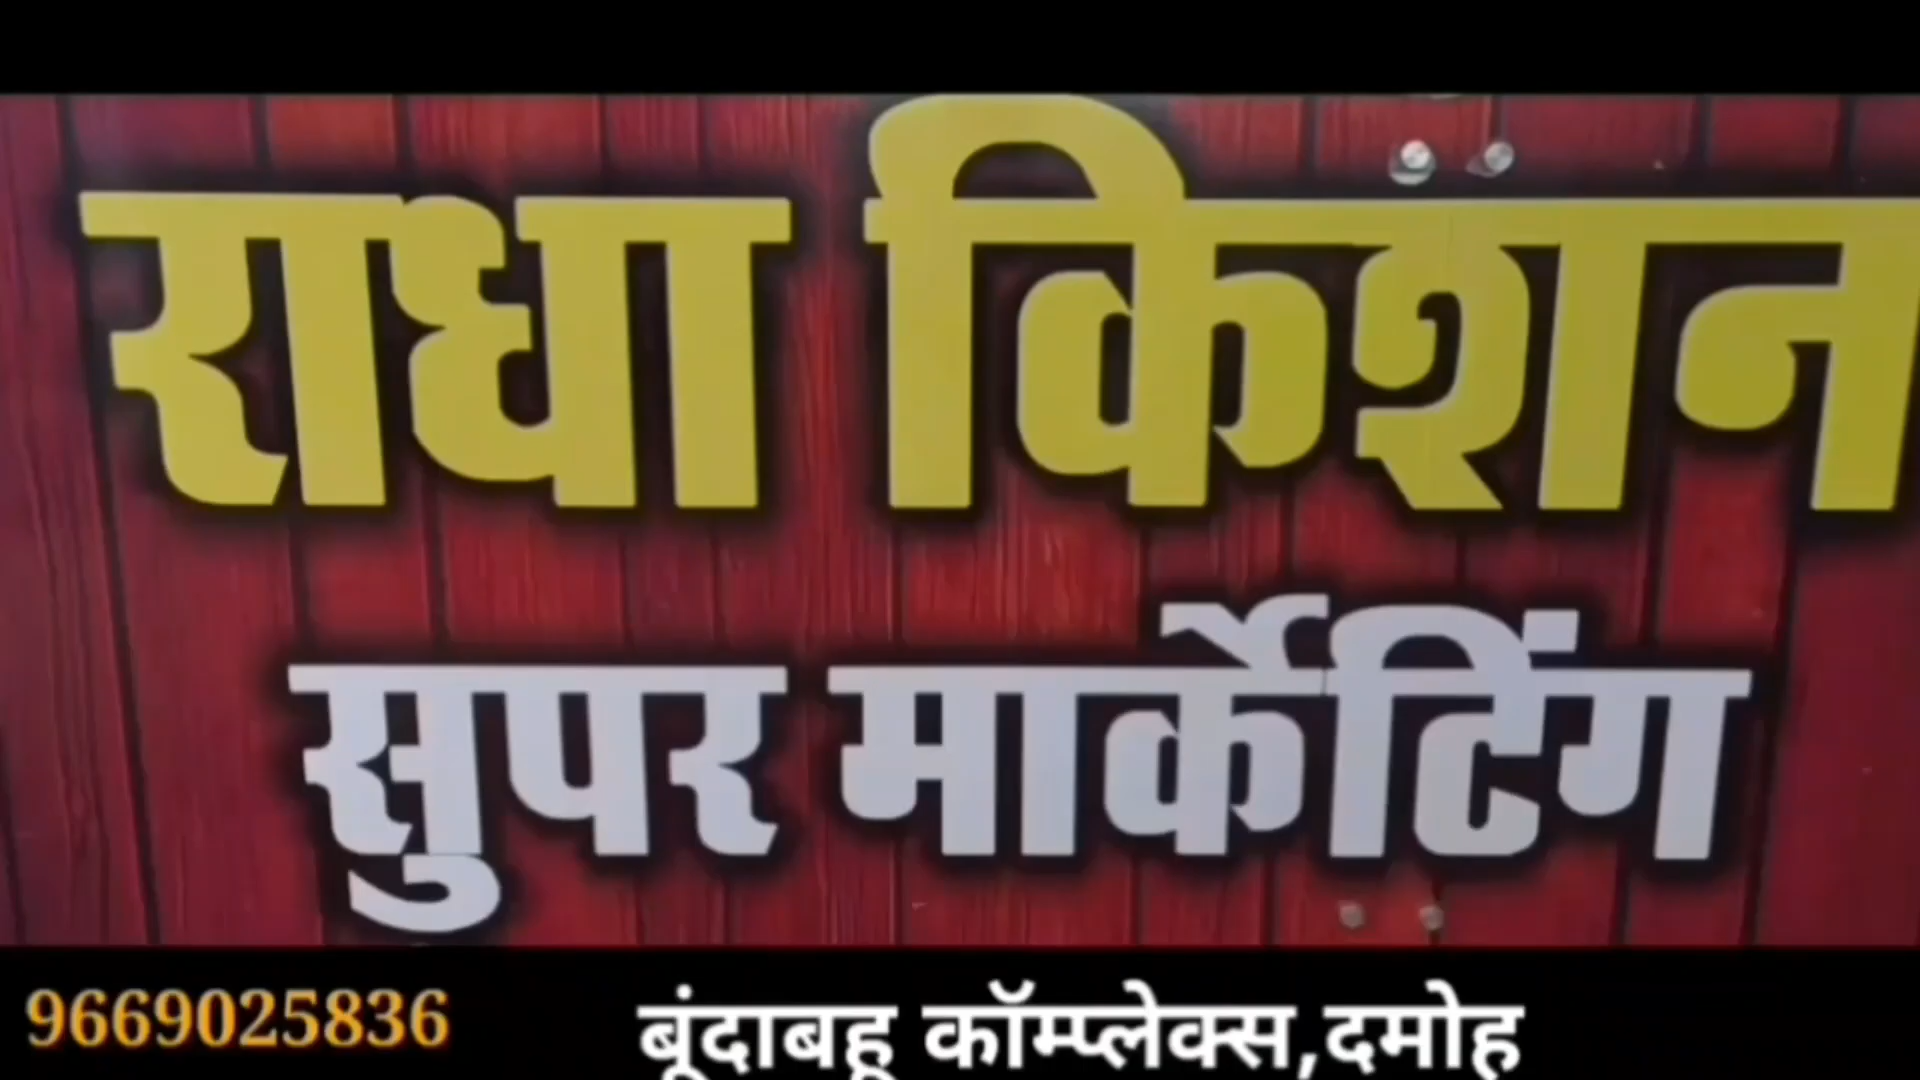 राधा किशन
सुपर मार्केटिंग
9669025836 बूंदाबहू कॉम्प्लेक्स,दमोह